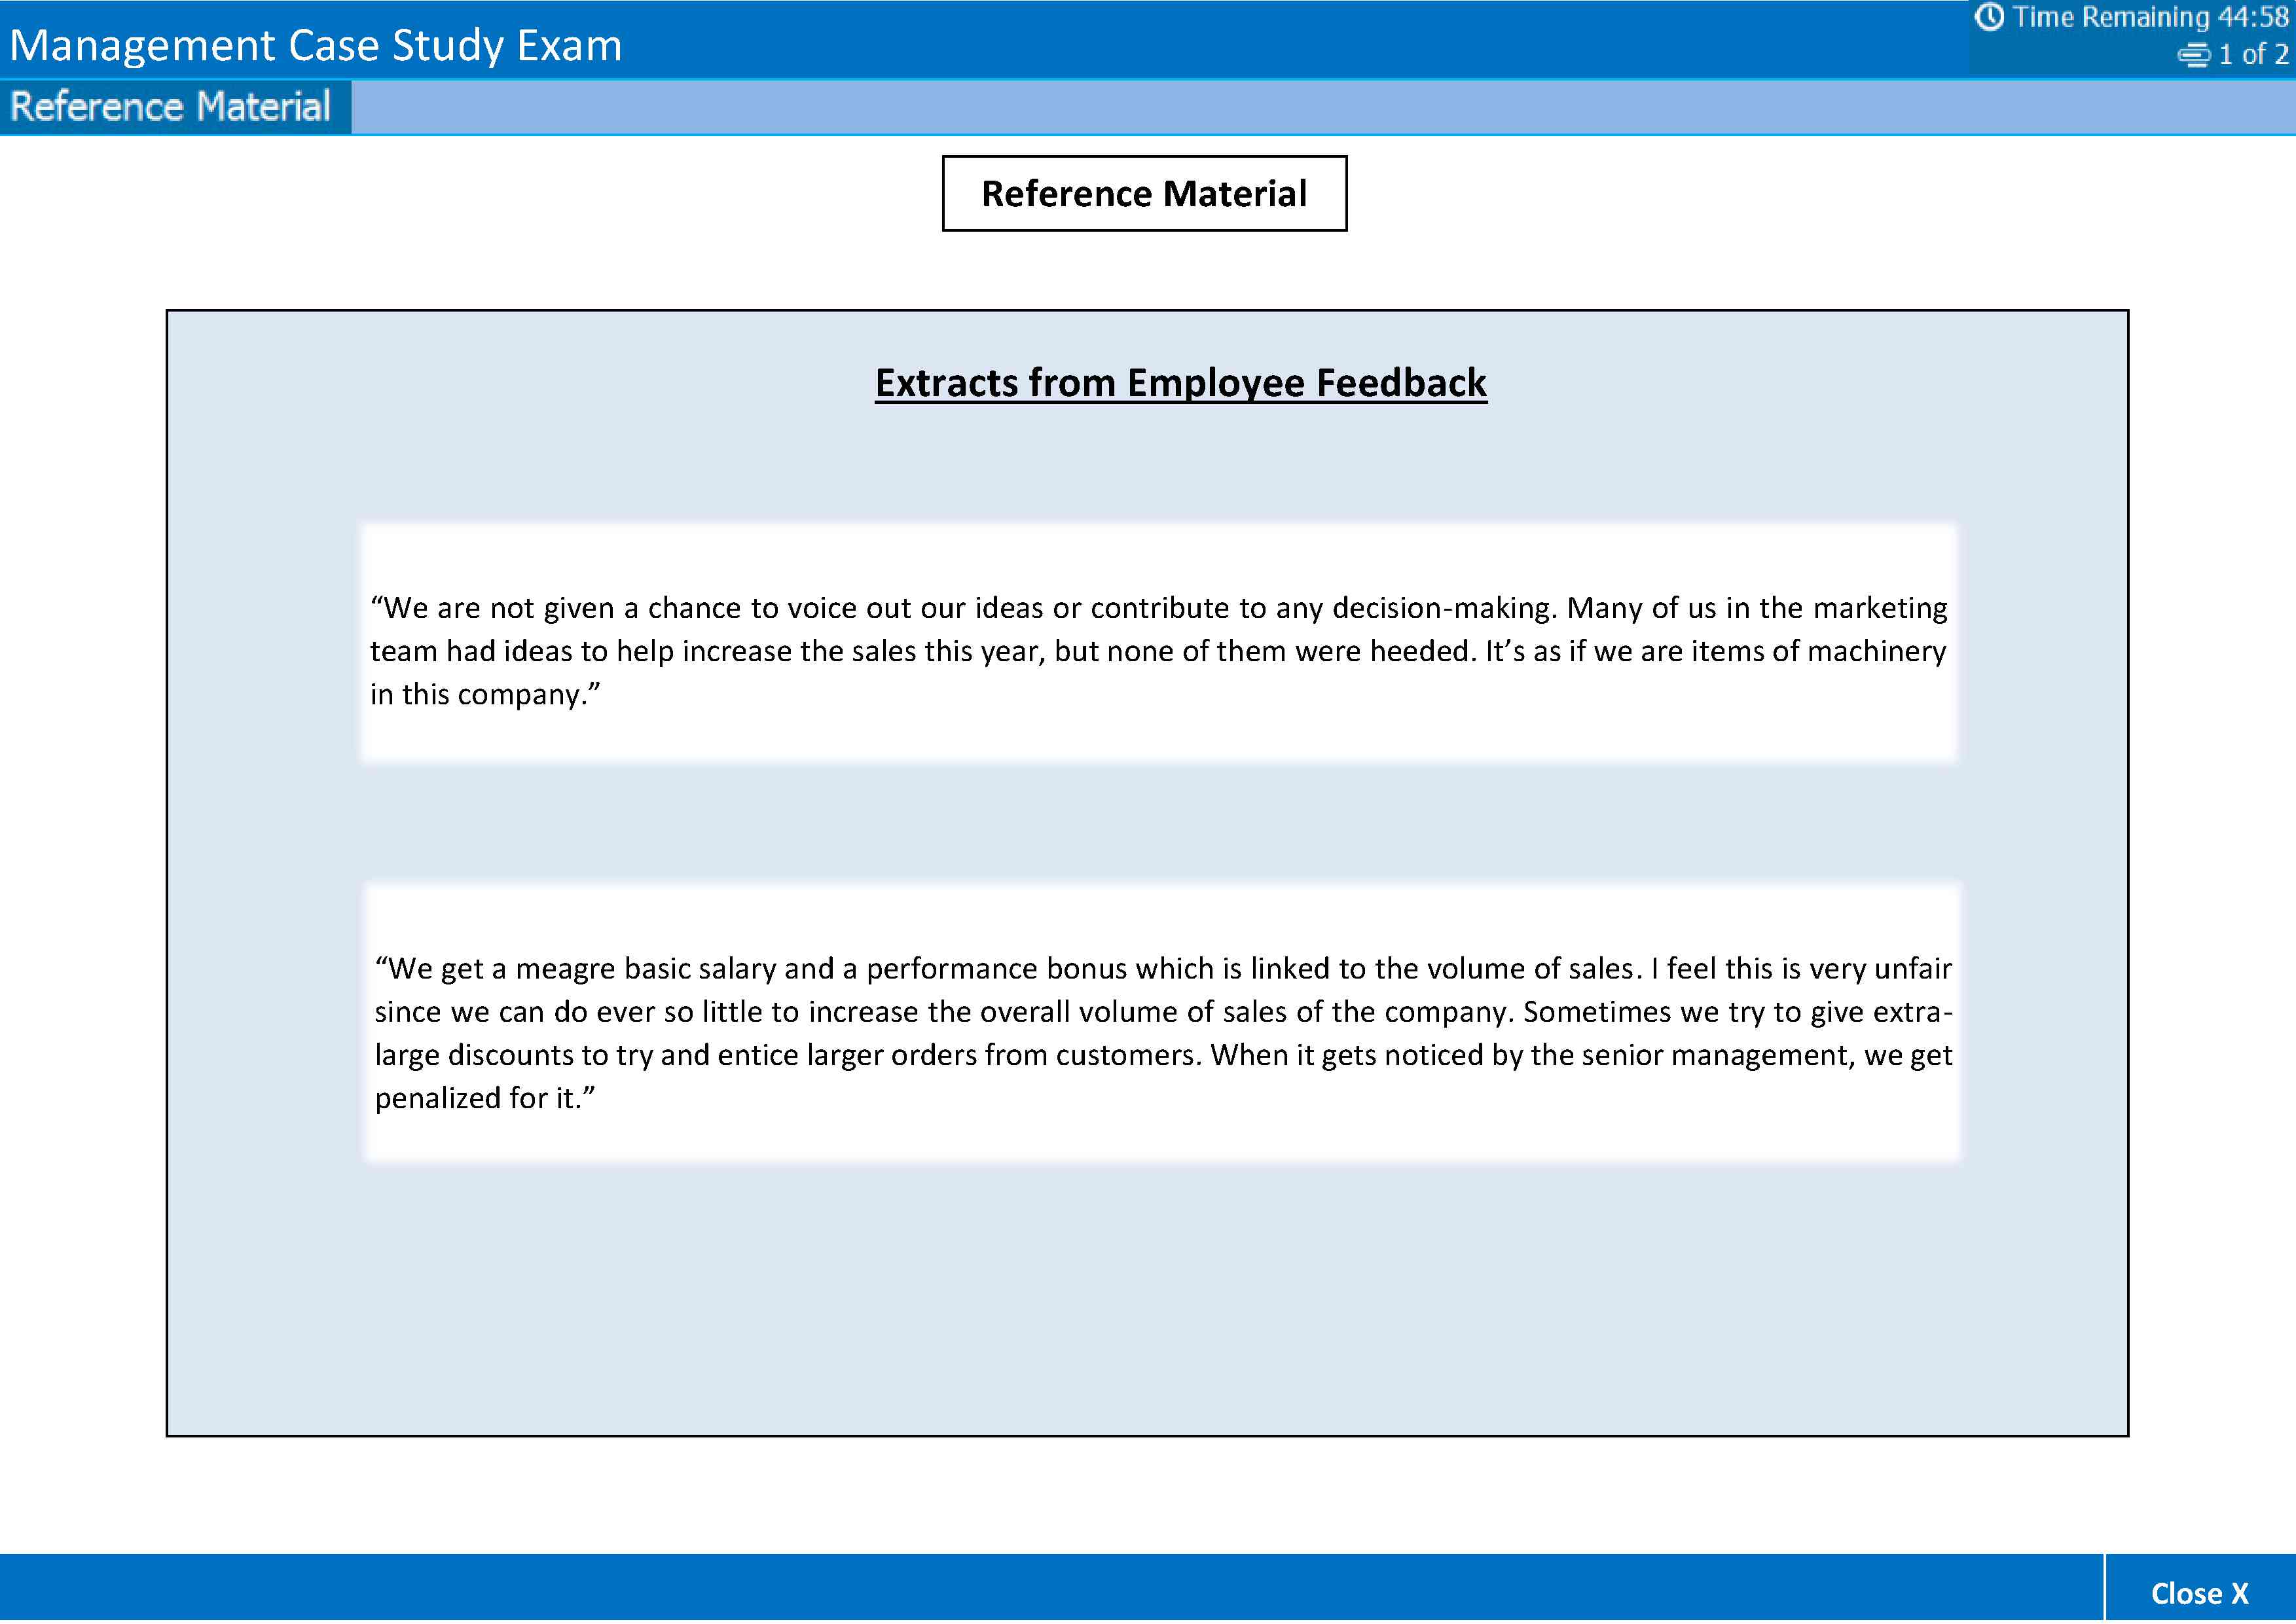 Management Case Study Exam
Time Remaining 44:58
1 of 2
Reference Material
Reference Material
Extracts from Employee Feedback
“We are not given a chance to voice out our ideas or contribute to any decision-making. Many of us in the marketing
team had ideas to help increase the sales this year, but none of them were heeded. It’s as if we are items of machinery
in this company.”
“We get a meagre basic salary and a performance bonus which is linked to the volume of sales. I feel this is very unfair
since we can do ever so little to increase the overall volume of sales of the company. Sometimes we try to give extra-
large discounts to try and entice larger orders from customers. When it gets noticed by the senior management, we get
penalized for it.”
Close X